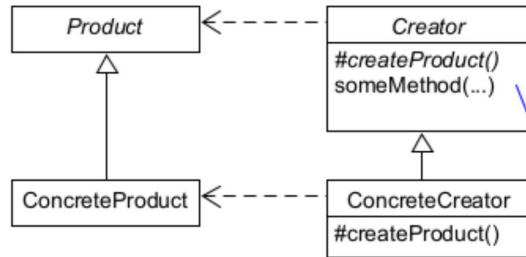 Product
Creator
#createProduct()
someMethod(...)
ConcreteProduct
ConcreteCreator
#createProduct()